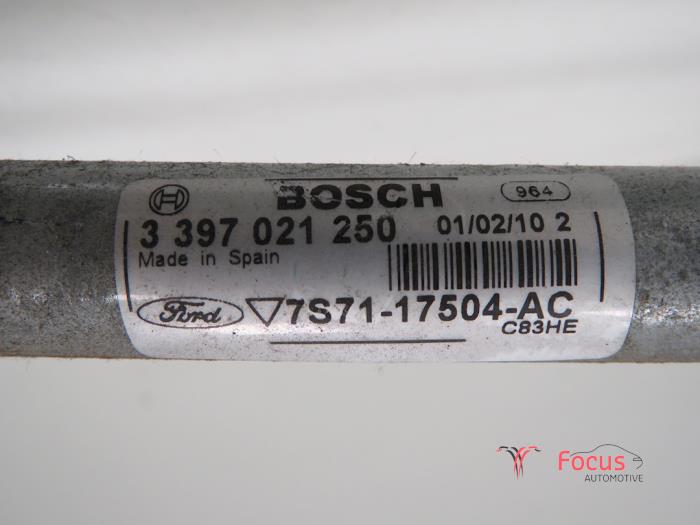 BOSCH 964
3 397 021 250 01/02/10 2
Made in Spain
Ford 7S71-17504-AC
C83HE
Focus
AUTOMOTIVE